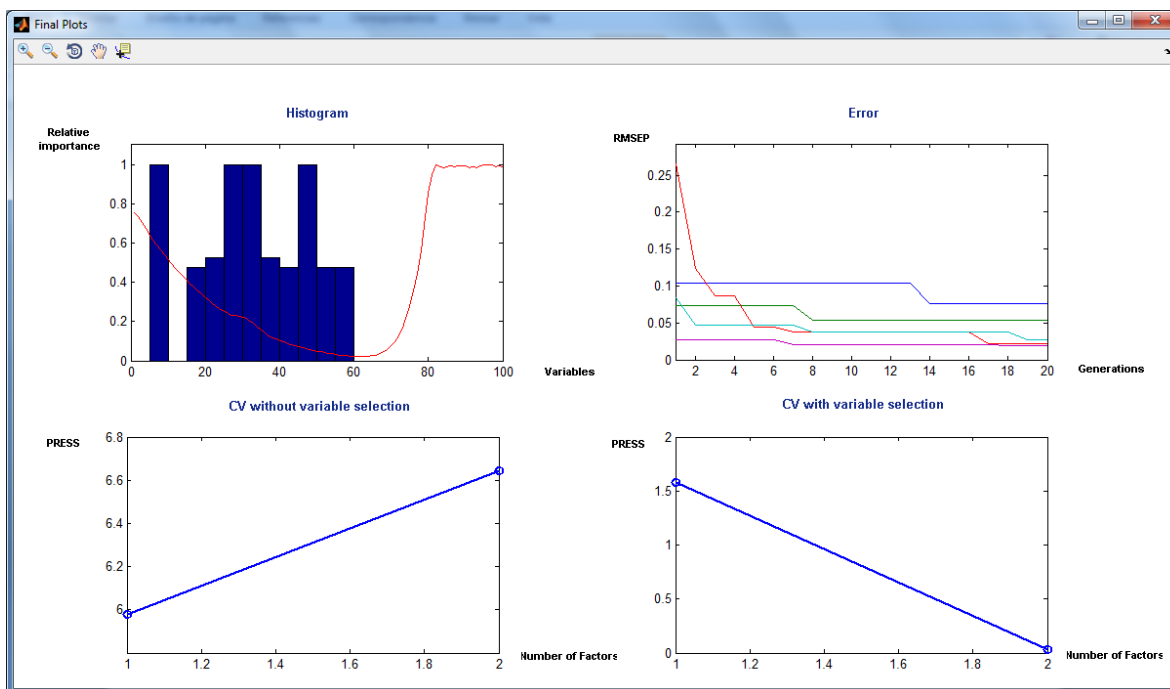 Final Plots
Histogram
Relative
importance
1
0.8
0.6
0.4
0.2
0
0 20 40 60 80 100
Variables
Error
RMSEP
0.25
0.2
0.15
0.1
0.05
0
2 4 6 8 10 12 14 16 18 20
Generations
CV without variable selection
PRESS
6.8
6.6
6.4
6.2
6
1 1.2 1.4 1.6 1.8 2
Number of Factors
CV with variable selection
PRESS
2
1.5
1
0.5
0
1 1.2 1.4 1.6 1.8 2
Number of Factors